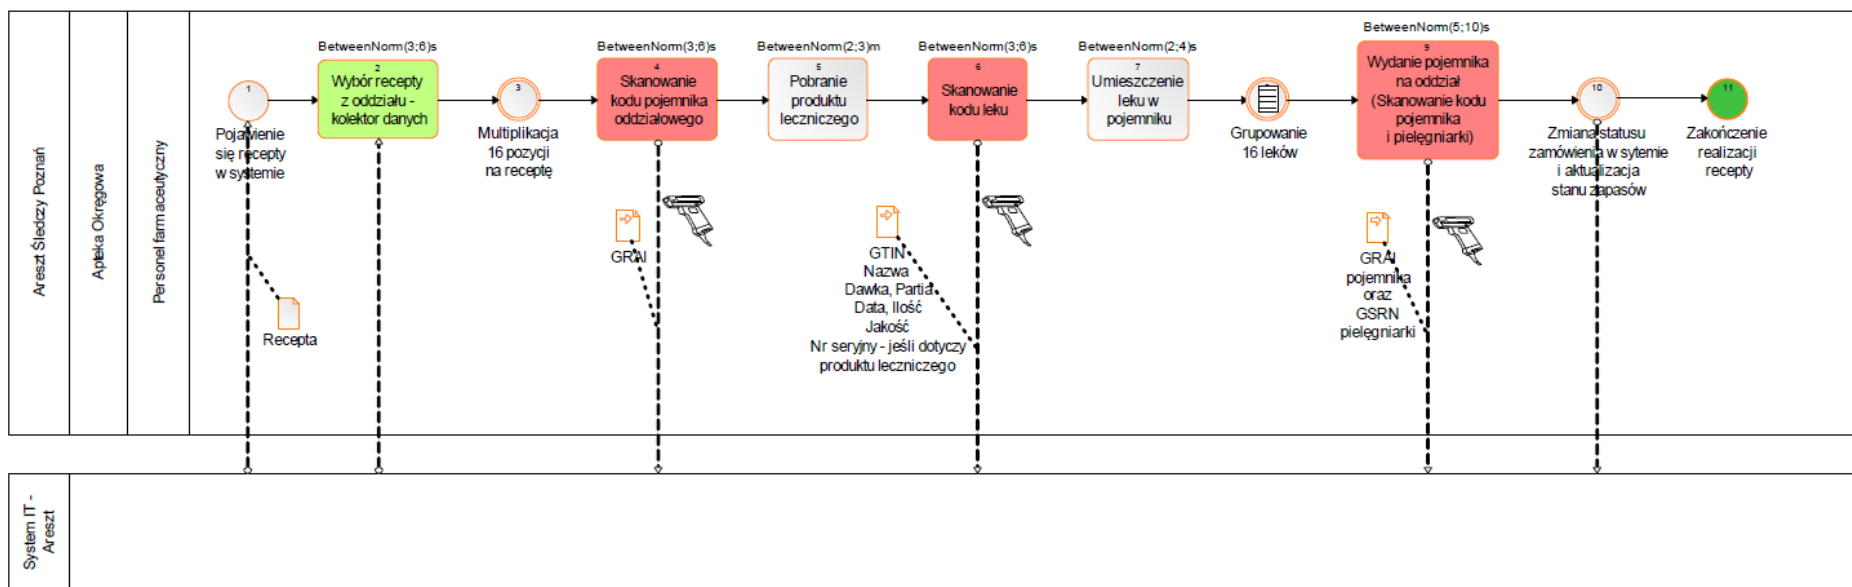 Areszt Śledczy Poznań
Apteka Okręgowa
Personel farmaceutyczny
1
Pojawienie
się recepty
w systemie
Recepta
BetweenNorm(3;6)s
2
Wybór recepty
z oddziału -
kolektor danych
3
Multiplikacja
16 pozycji
na receptę
BetweenNorm(3;6)s
4
Skanowanie
kodu pojemnika
oddziałowego
GRAI
BetweenNorm(2;3)m
5
Pobranie
produktu
leczniczego
BetweenNorm(3;6)s
6
Skanowanie
kodu leku
GTIN
Nazwa
Dawka, Partia
Data, Ilość
Jakość
Nr seryjny - jeśli dotyczy
produktu leczniczego
BetweenNorm(2;4)s
7
Umieszczenie
leku w
pojemniku
Grupowanie
16 leków
BetweenNorm(5;10)s
9
Wydanie pojemnika
na oddział
(Skanowanie kodu
pojemnika
i pielęgniarki)
GRAI
pojemnika
oraz
GSRN
pielęgniarki
10
Zmiana statusu
zamówienia w sytemie
i aktualizacja
stanu zapasów
11
Zakończenie
realizacji
recepty
System IT -
Areszt